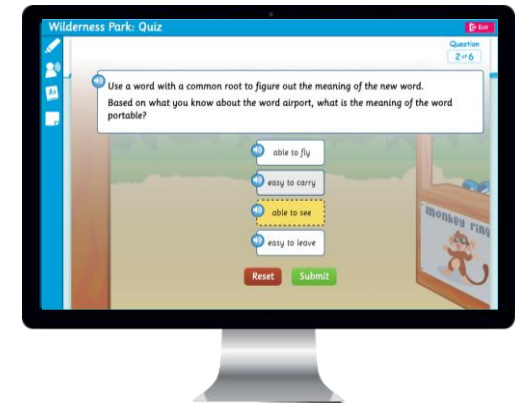 Wilderness Park: Quiz
Exit
Question
2 of 6
Use a word with a common root to figure out the meaning of the new word.
Based on what you know about the word airport, what is the meaning of the word
portable?
able to fly
easy to carry
able to see
easy to leave
monkey ring
Reset
Submit